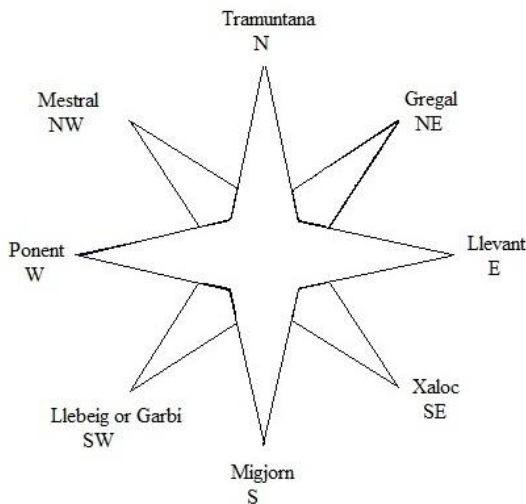 Tramuntana
N
Mestral
NW
Gregal
NE
Ponent
W
Llevant
E
Llebeig or Garbi
SW
Xaloc
SE
Migjorn
S